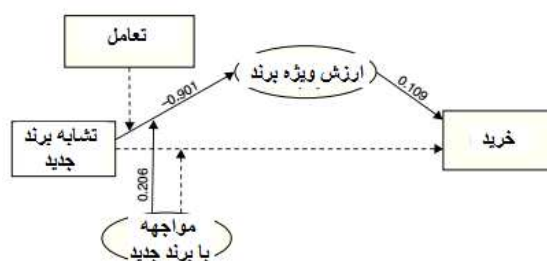 تعامل
ارزش ویژه برند
-0.901
0.109
تشابه برند
جدید
خرید
0.206
مواجهه
با برند جدید